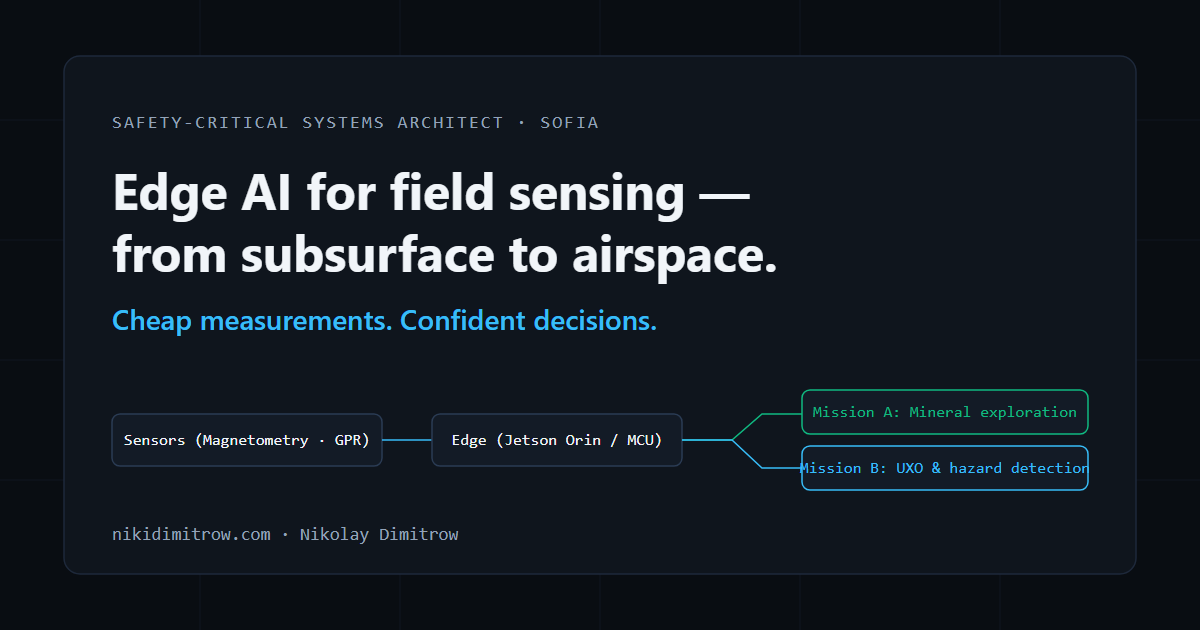 SAFETY-CRITICAL SYSTEMS ARCHITECT · SOFIA
Edge AI for field sensing —
from subsurface to airspace.
Cheap measurements. Confident decisions.
Sensors (Magnetometry · GPR)
Edge (Jetson Orin / MCU)
Mission A: Mineral exploration
Mission B: UXO & hazard detection
nikidimitrow.com · Nikolay Dimitrow